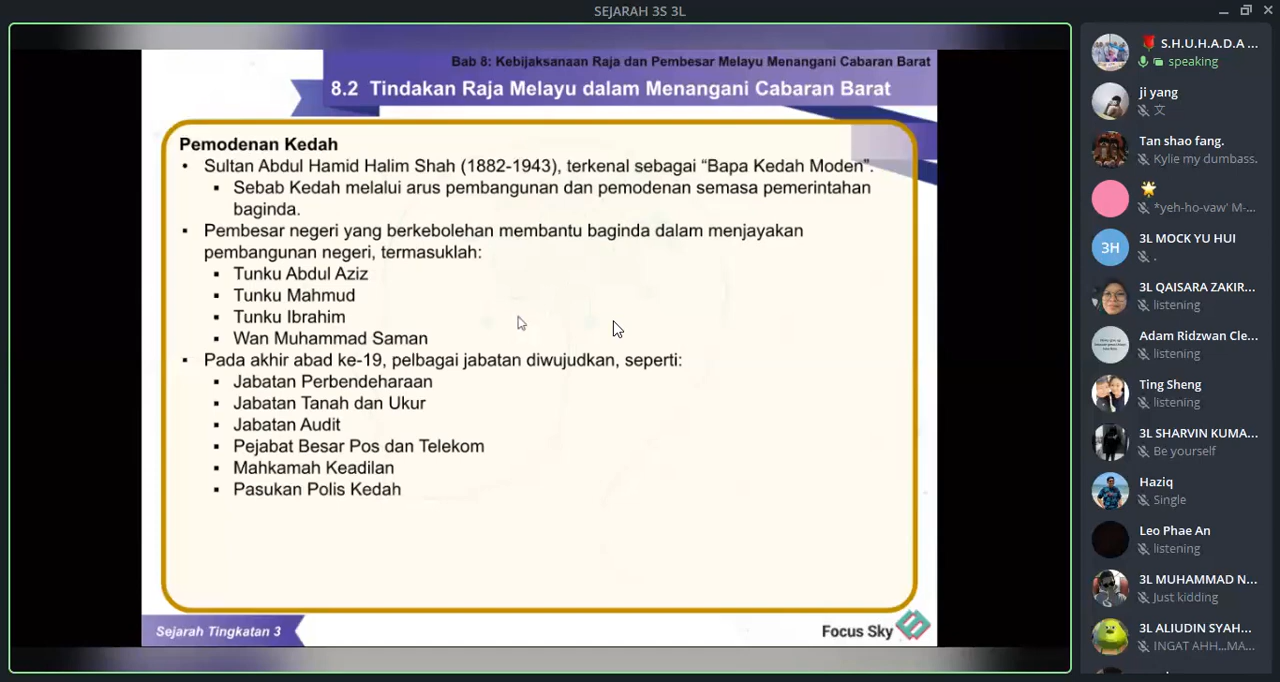 SEJARAH 3S 3L
Bab 8: Kebijaksanaan Raja dan Pembesar Melayu Menangani Cabaran Barat
8.2 Tindakan Raja Melayu dalam Menangani Cabaran Barat
Pemodenan Kedah
• Sultan Abdul Hamid Halim Shah (1882-1943), terkenal sebagai “Bapa Kedah Moden”.
▪ Sebab Kedah melalui arus pembangunan dan pemodenan semasa pemerintahan
baginda.
▪ Pembesar negeri yang berkebolehan membantu baginda dalam menjayakan
pembangunan negeri, termasuklah:
▪ Tunku Abdul Aziz
▪ Tunku Mahmud
▪ Tunku Ibrahim
▪ Wan Muhammad Saman
▪ Pada akhir abad ke-19, pelbagai jabatan diwujudkan, seperti:
▪ Jabatan Perbendaharaan
▪ Jabatan Tanah dan Ukur
▪ Jabatan Audit
▪ Pejabat Besar Pos dan Telekom
▪ Mahkamah Keadilan
▪ Pasukan Polis Kedah
Sejarah Tingkatan 3
Focus Sky
S.H.U.H.A.D.A ...
speaking
ji yang
文
Tan shao fang.
Kylie my dumbass.
*yeh-ho-vaw' M-...
3H
3L MOCK YU HUI
.
3L QAISARA ZAKIR...
listening
Adam Ridzwan Cle...
listening
Ting Sheng
listening
3L SHARVIN KUMA...
Be yourself
Haziq
Single
Leo Phae An
listening
3L MUHAMMAD N...
Just kidding
3L ALIUDIN SYAH...
INGAT AHH...MA...